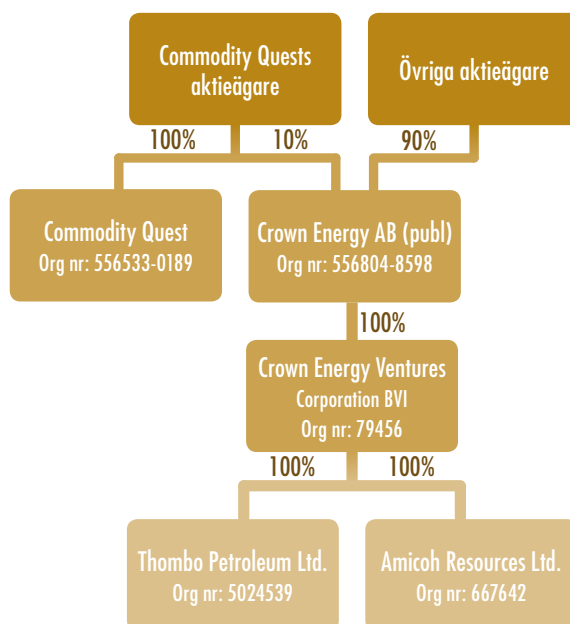 Commodity Quests
aktieägare
Övriga aktieägare
100%
10%
90%
Commodity Quest
Org nr: 556533-0189
Crown Energy AB (publ)
Org nr: 556804-8598
100%
Crown Energy Ventures
Corporation BVI
Org nr: 79456
100%
100%
Thombo Petroleum Ltd.
Org nr: 5024539
Amicoh Resources Ltd.
Org nr: 667642